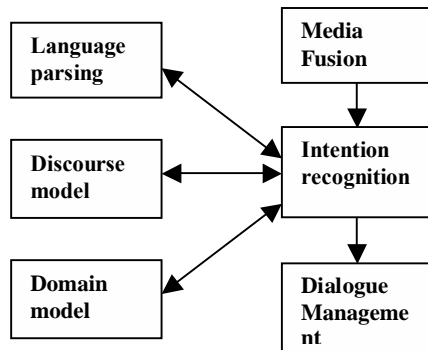 Language
parsing
Media
Fusion
Discourse
model
Intention
recognition
Domain
model
Dialogue
Manageme
nt